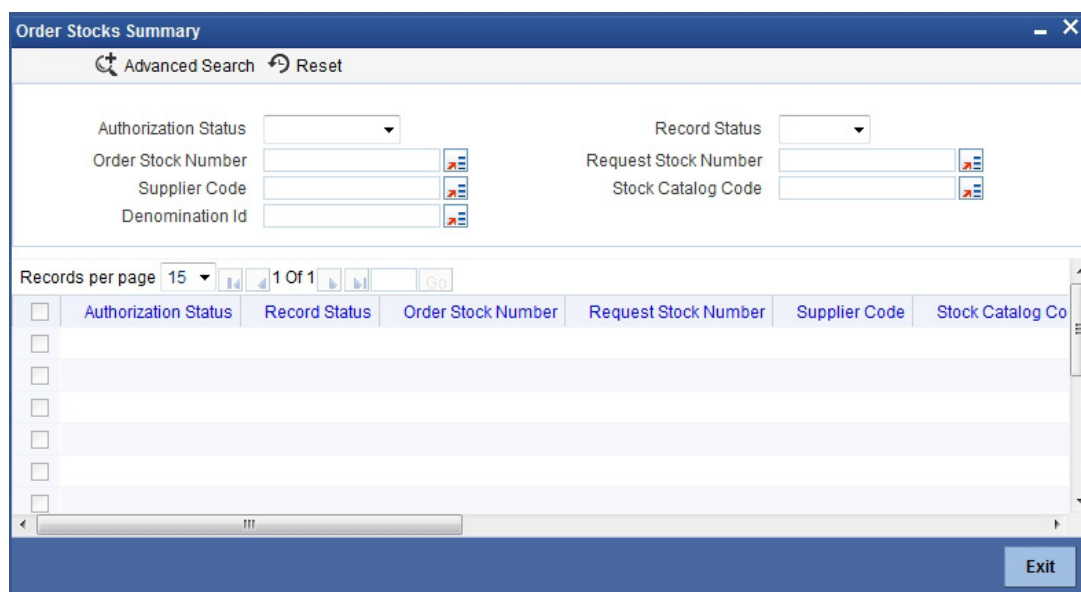 Order Stocks Summary
Advanced Search Reset
Authorization Status Record Status
Order Stock Number Request Stock Number
Supplier Code Stock Catalog Code
Denomination Id
Records per page 15 1 Of 1 Go
Authorization Status Record Status Order Stock Number Request Stock Number Supplier Code Stock Catalog Co
Exit